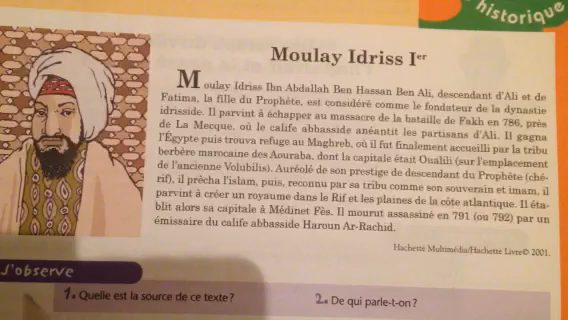 historique
Moulay Idriss Ier
Moulay Idriss Ibn Abdallah Ben Hassan Ben Ali, descendant d'Ali et de
Fatima, la fille du Prophète, est considéré comme le fondateur de la dynastie
idrisside. Il parvint à échapper au massacre de la bataille de Fakh en 786, près
de La Mecque, où le calife abbasside anéantit les partisans d'Ali. Il gagna
l'Égypte puis trouva refuge au Maghreb, où il fut finalement accueilli par la tribu
berbère marocaine des Aouraba, dont la capitale était Oualili (sur l'emplacement
de l'ancienne Volubilis). Auréolé de son prestige de descendant du Prophète (ché-
rif), il prêcha l'islam, puis, reconnu par sa tribu comme son souverain et imam, il
parvint à créer un royaume dans le Rif et les plaines de la côte atlantique. Il éta-
blit alors sa capitale à Médinet Fès. Il mourut assassiné en 791 (ou 792) par un
émissaire du calife abbasside Haroun Ar-Rachid.
Hachette Multimédia/Hachette Livre© 2001.
J'observe
1. Quelle est la source de ce texte ?
2. De qui parle-t-on ?